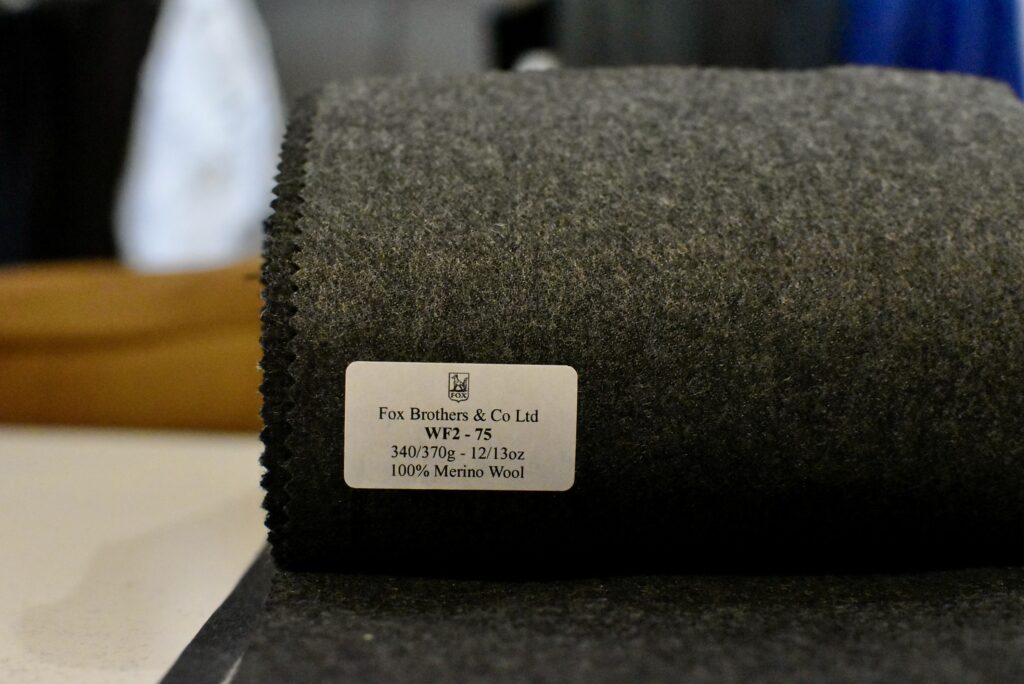 FOX
Fox Brothers & Co Ltd
WF2 - 75
340/370g - 12/13oz
100% Merino Wool